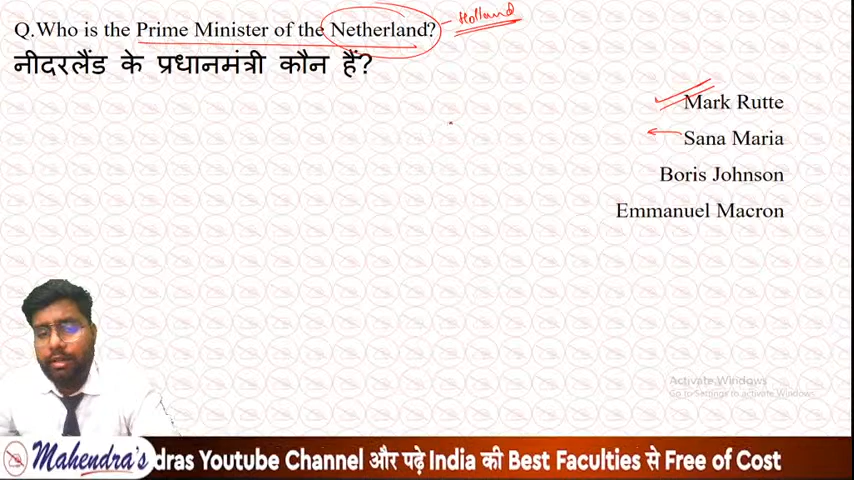 Q.Who is the Prime Minister of the Netherland? Holland
नीदरलैंड के प्रधानमंत्री कौन हैं?
Mark Rutte
Sana Maria
Boris Johnson
Emmanuel Macron
Activate Windows
Go to Settings to activate Windows.
Mahendra's dras Youtube Channel और पढ़े India की Best Faculties से Free of Cost